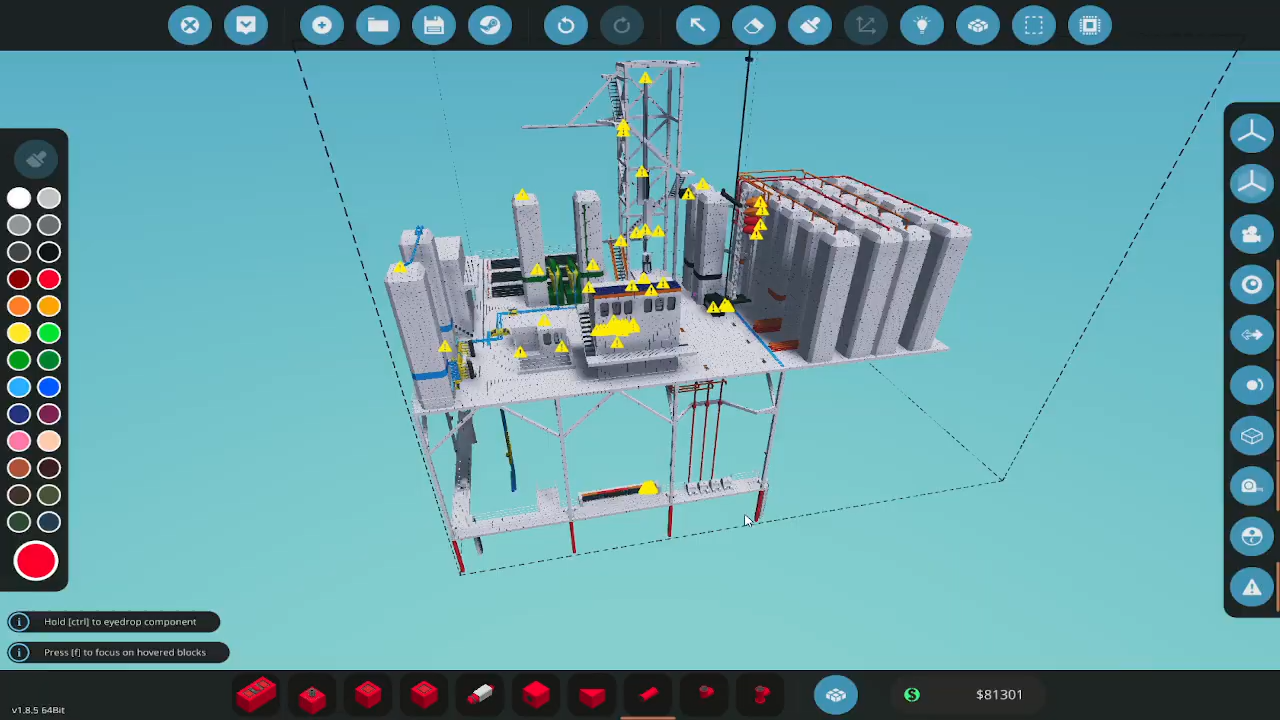 Hold [ctrl] to eyedrop component
Press [f] to focus on hovered blocks
$81301
v1.8.5 64Bit